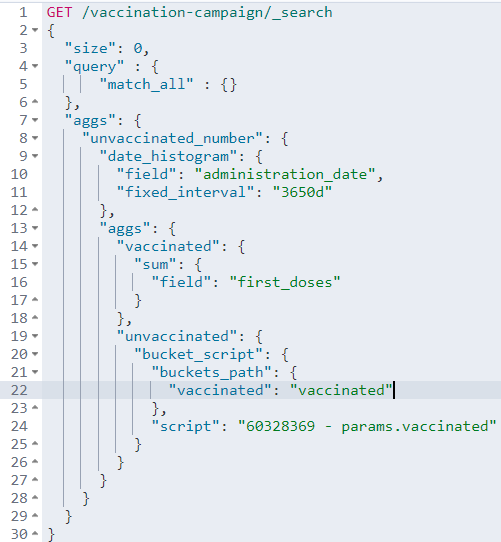 1 GET /vaccination-campaign/_search
2 {
3 "size": 0,
4 "query" : {
5 "match_all" : {}
6 },
7 "aggs": {
8 "unvaccinated_number": {
9 "date_histogram": {
10 "field": "administration_date",
11 "fixed_interval": "3650d"
12 },
13 "aggs": {
14 "vaccinated": {
15 "sum": {
16 "field": "first_doses"
17 }
18 },
19 "unvaccinated": {
20 "bucket_script": {
21 "buckets_path": {
22 "vaccinated": "vaccinated"
23 },
24 "script": "60328369 - params.vaccinated"
25 }
26 }
27 }
28 }
29 }
30 }